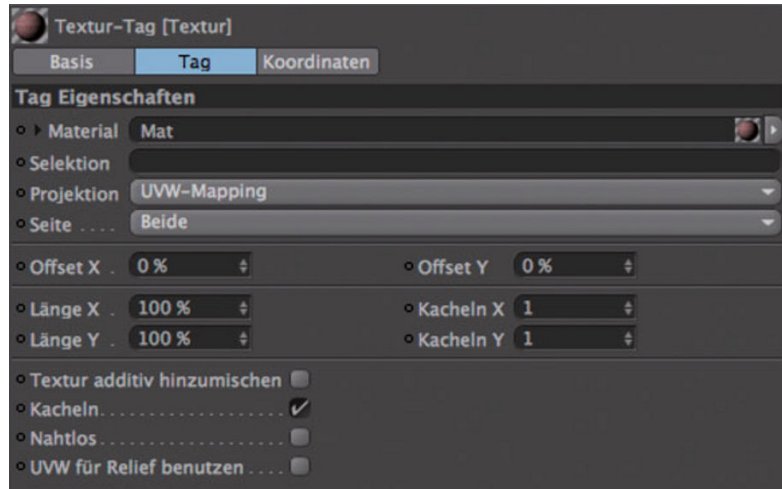 Textur-Tag [Textur]
Basis Tag Koordinaten
Tag Eigenschaften
Material Mat
Selektion
Projektion UVW-Mapping
Seite .... Beide
Offset X . 0 % Offset Y 0 %
Länge X . 100 % Kacheln X 1
Länge Y . 100 % Kacheln Y 1
Textur additiv hinzumischen
Kacheln...................
Nahtlos...................
UVW für Relief benutzen ....